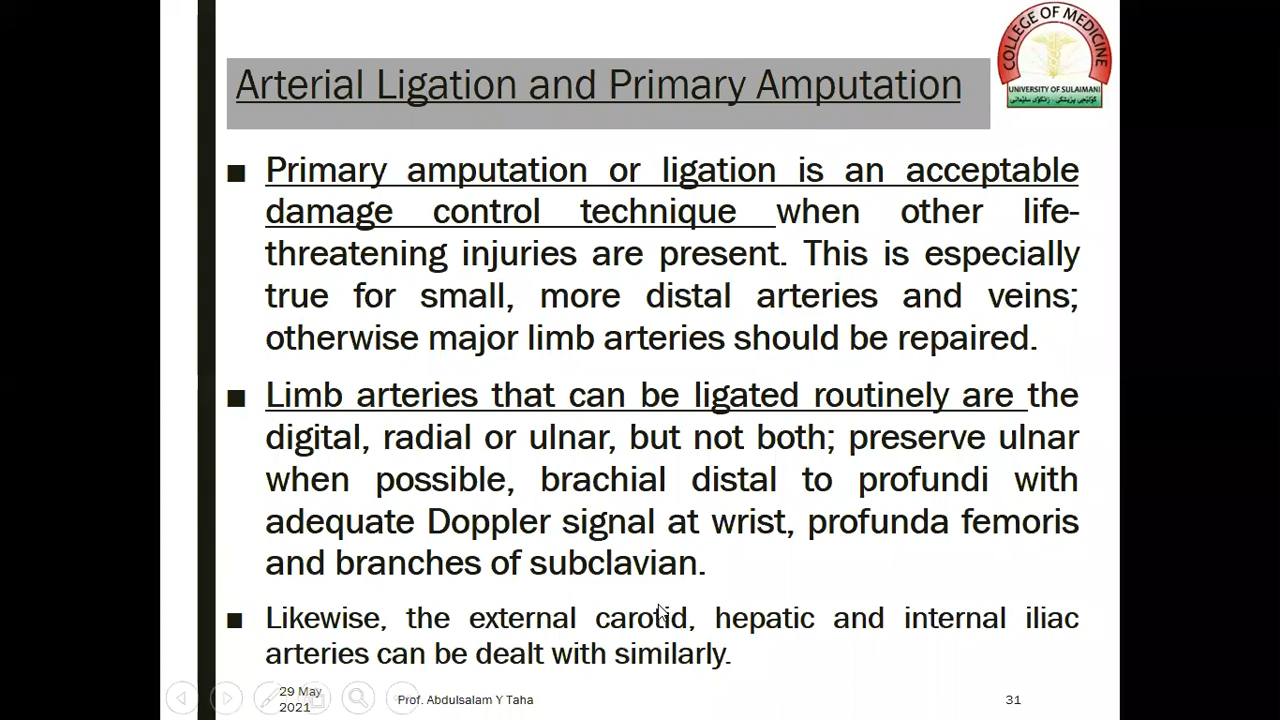 COLLEGE OF MEDICINE
UNIVERSITY OF SULAIMANI
كۆلێجی پزیشکی - زانکۆی سلێمانی
Arterial Ligation and Primary Amputation
■ Primary amputation or ligation is an acceptable
damage control technique when other life-
threatening injuries are present. This is especially
true for small, more distal arteries and veins;
otherwise major limb arteries should be repaired.
■ Limb arteries that can be ligated routinely are the
digital, radial or ulnar, but not both; preserve ulnar
when possible, brachial distal to profundi with
adequate Doppler signal at wrist, profunda femoris
and branches of subclavian.
■ Likewise, the external carotid, hepatic and internal iliac
arteries can be dealt with similarly.
29 May
2021
Prof. Abdulsalam Y Taha
31